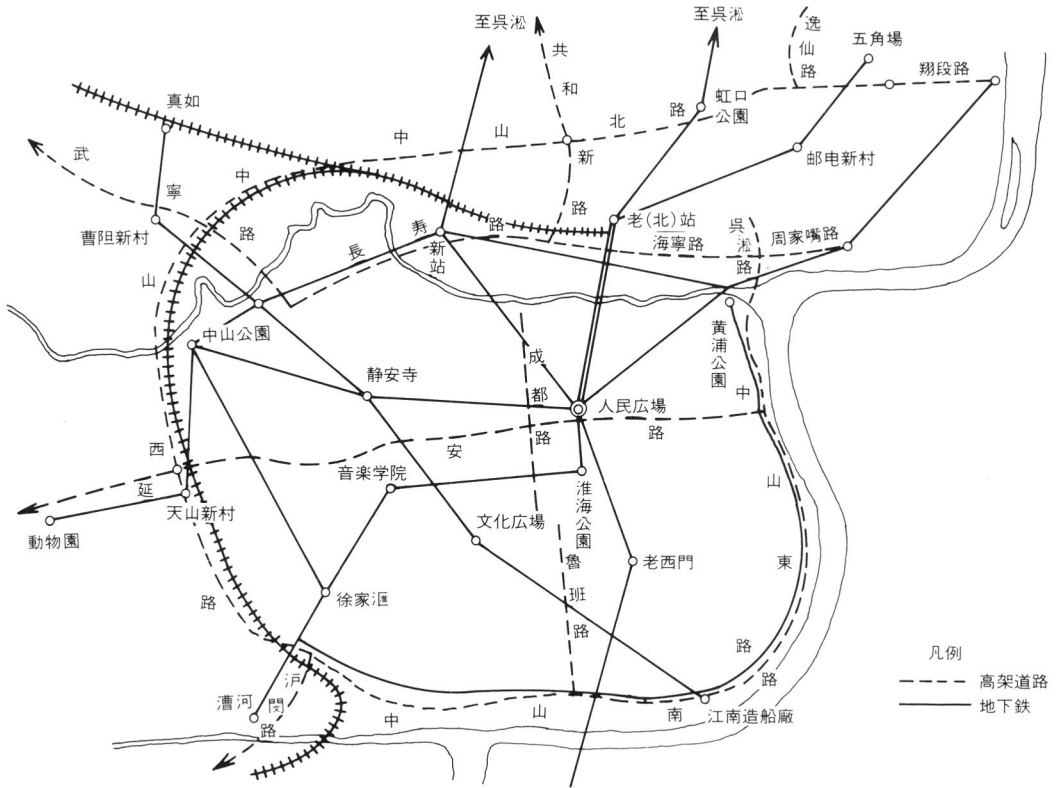 至呉淞
至呉淞
共和新路
逸仙路
五角場
翔段路
真如
中山北路
虹口
公園
武寧路
邮电新村
曹阻新村
長寿路
新站
老(北)站
海寧路
呉淞路
周家嘴路
中山西路
中山公園
静安寺
成都路
人民広場
黄浦公園
延安路
音楽学院
淮海公園
天山新村
動物園
文化広場
魯班路
老西門
中山東路
徐家滙
漕河
沪閔路
中山南路
江南造船廠
凡例
高架道路
地下鉄